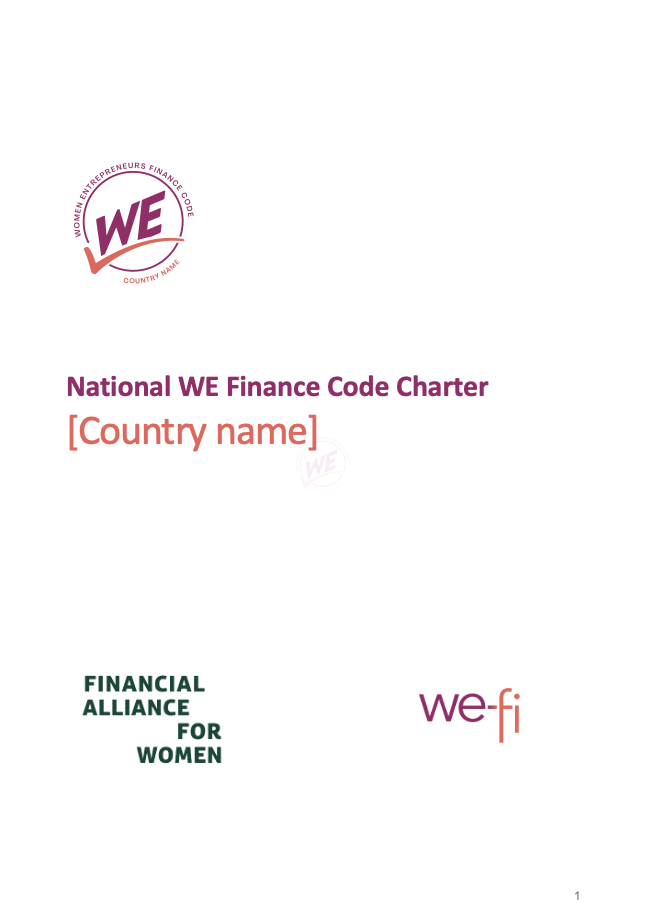 WOMEN ENTREPRENEURS FINANCE CODE
WE
COUNTRY NAME
National WE Finance Code Charter
[Country name]
WE
FINANCIAL
ALLIANCE
FOR
WOMEN
we-fi
1